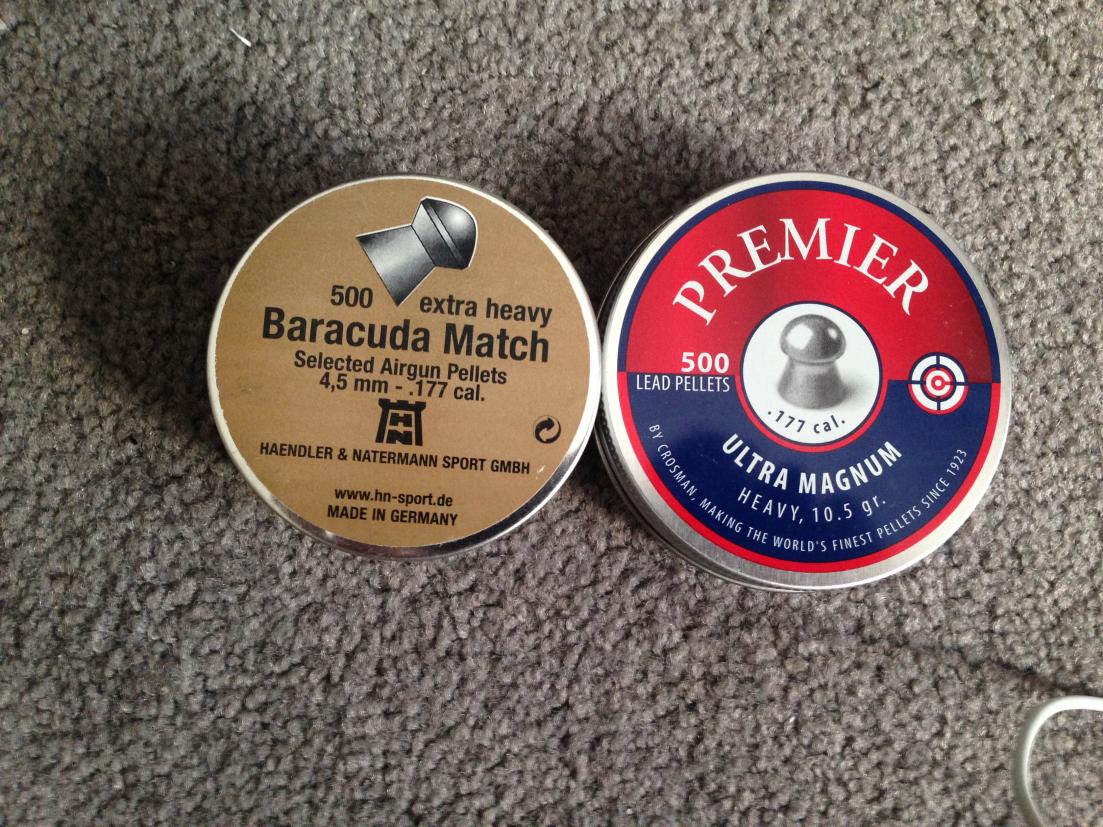 500 extra heavy
Baracuda Match
Selected Airgun Pellets
4,5 mm - .177 cal.
HN
HAENDLER & NATERMANN SPORT GMBH
www.hn-sport.de
MADE IN GERMANY
PREMIER
500
LEAD PELLETS
.177 cal.
ULTRA MAGNUM
HEAVY, 10.5 gr.
BY CROSMAN, MAKING THE WORLD'S FINEST PELLETS SINCE 1923